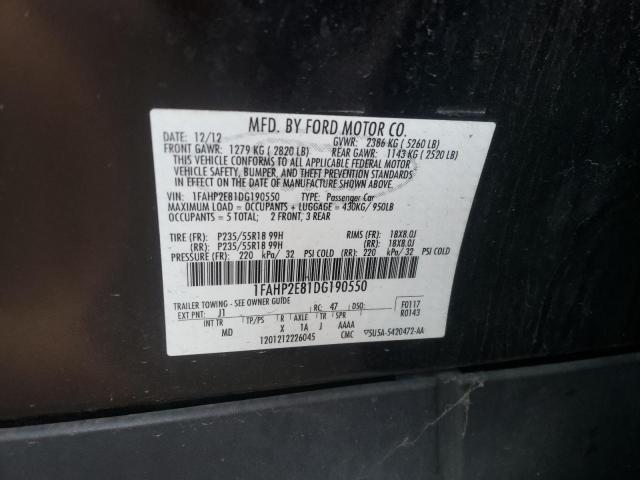 MFD. BY FORD MOTOR CO.
DATE: 12/12 GVWR: 2386 KG ( 5260 LB)
FRONT GAWR: 1279 KG ( 2820 LB) REAR GAWR: 1143 KG ( 2520 LB)
THIS VEHICLE CONFORMS TO ALL APPLICABLE FEDERAL MOTOR
VEHICLE SAFETY, BUMPER, AND THEFT PREVENTION STANDARDS
IN EFFECT ON THE DATE OF MANUFACTURE SHOWN ABOVE.
VIN: 1FAHP2E81DG190550 TYPE: Passenger Car
MAXIMUM LOAD = OCCUPANTS + LUGGAGE = 430KG/ 950LB
OCCUPANTS = 5 TOTAL; 2 FRONT, 3 REAR
TIRE (FR): P235/55R18 99H RIMS (FR): 18X8.0J
(RR): P235/55R18 99H (RR): 18X8.0J
PRESSURE (FR): 220 kPa/ 32 PSI COLD (RR): 220 kPa/ 32 PSI COLD
1FAHP2E81DG190550
TRAILER TOWING - SEE OWNER GUIDE
EXT PNT: J1 RC: 47 DSO: F0117
INT TR TP/PS R AXLE TR SPR R0143
MD X 1A J AAAA
1201212226045 CMC 5U5A-5420472-AA